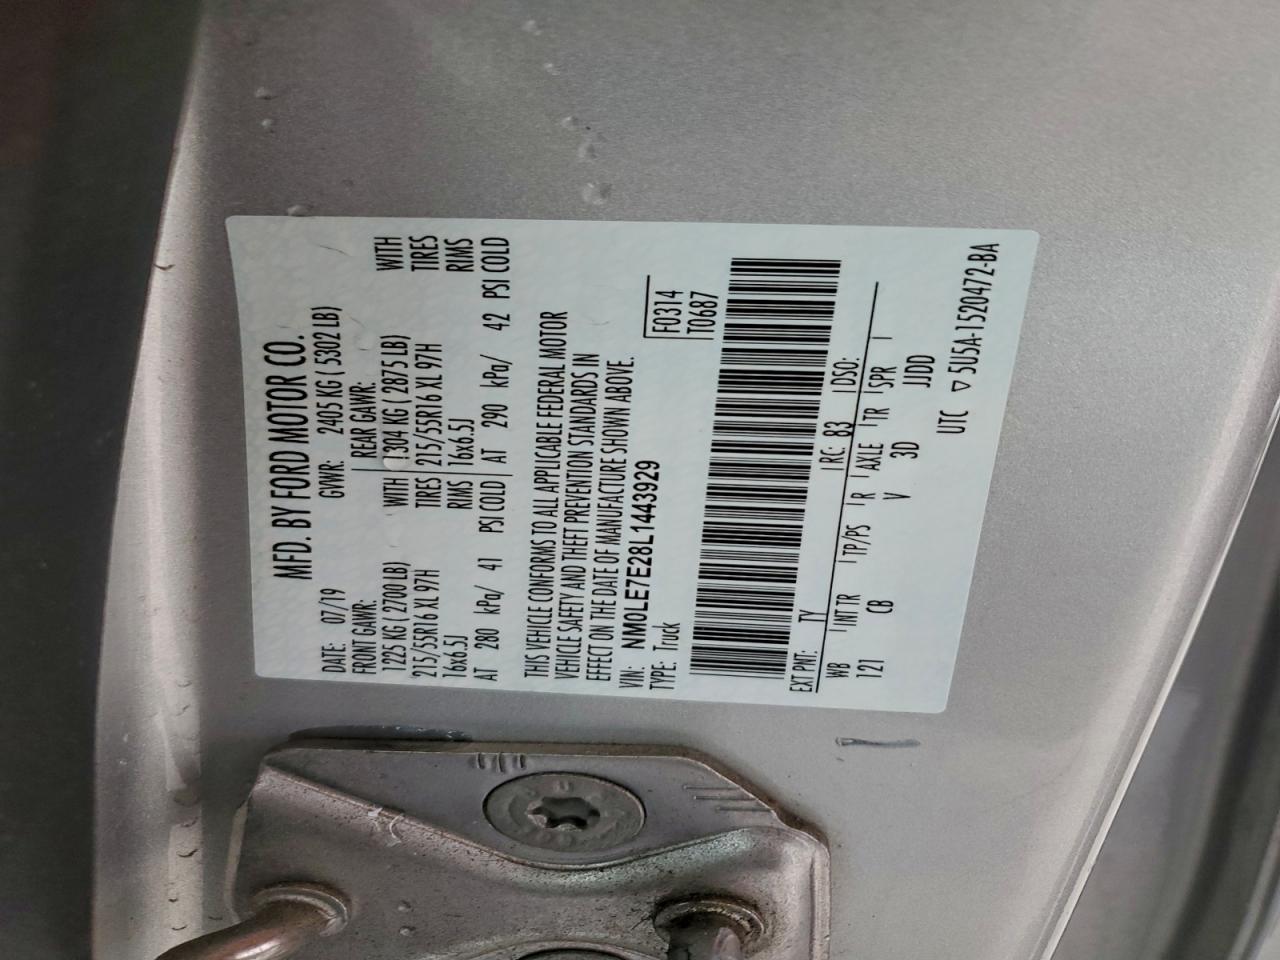 MFD. BY FORD MOTOR CO.
DATE: 07/19 GVWR: 2405 KG ( 5302 LB)
FRONT GAWR: REAR GAWR:
1225 KG ( 2700 LB) WITH 1304 KG ( 2875 LB) WITH
215/55R16 XL 97H TIRES 215/55R16 XL 97H TIRES
16x6.5J RIMS 16x6.5J RIMS
AT 280 kPa/ 41 PSI COLD AT 290 kPa/ 42 PSI COLD
THIS VEHICLE CONFORMS TO ALL APPLICABLE FEDERAL MOTOR
VEHICLE SAFETY AND THEFT PREVENTION STANDARDS IN
EFFECT ON THE DATE OF MANUFACTURE SHOWN ABOVE.
VIN: NM0LE7E28L1443929 F0314
TYPE: Truck T0687
EXT PNT: TY RC: 83 DSO:
WB INT TR TP/PS R AXLE TR SPR
121 CB V 3D JJDD
UTC ▽ 5U5A-1520472-BA